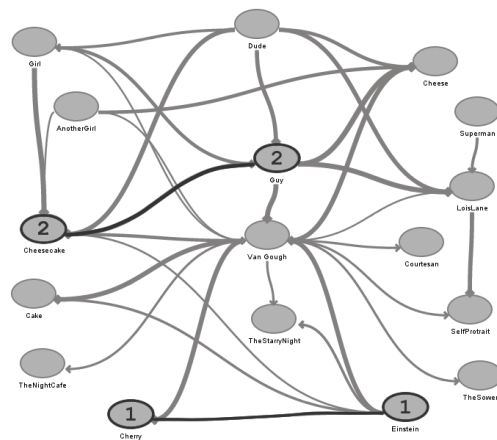 Dude
Girl
Cheese
AnotherGirl
Superman
2
Guy
LoisLane
2
Cheesecake
Van Gough
Courtesan
Cake
TheStarryNight
SelfProtrait
TheNightCafe
TheSower
1
Cherry
1
Einstein